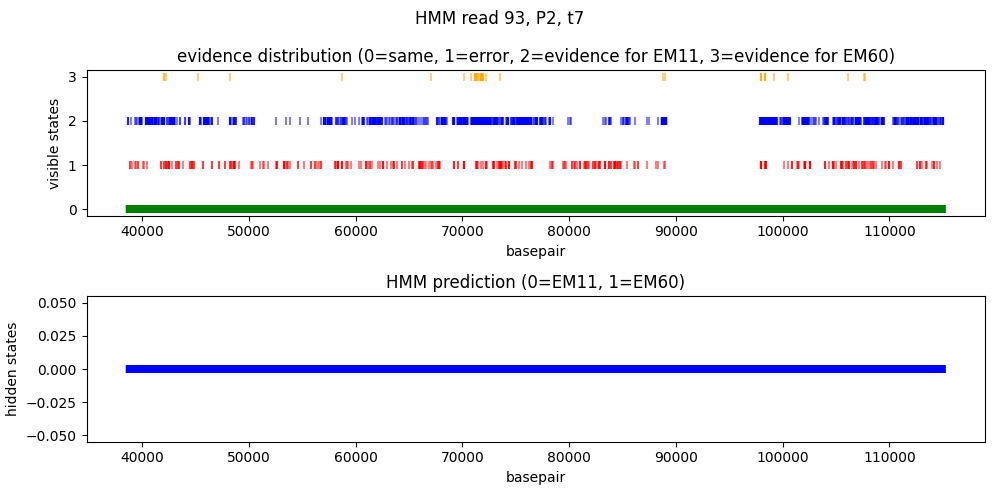 HMM read 93, P2, t7
evidence distribution (0=same, 1=error, 2=evidence for EM11, 3=evidence for EM60)
visible states
3
2
1
0
40000 50000 60000 70000 80000 90000 100000 110000
basepair
HMM prediction (0=EM11, 1=EM60)
hidden states
0.050
0.025
0.000
−0.025
−0.050
40000 50000 60000 70000 80000 90000 100000 110000
basepair